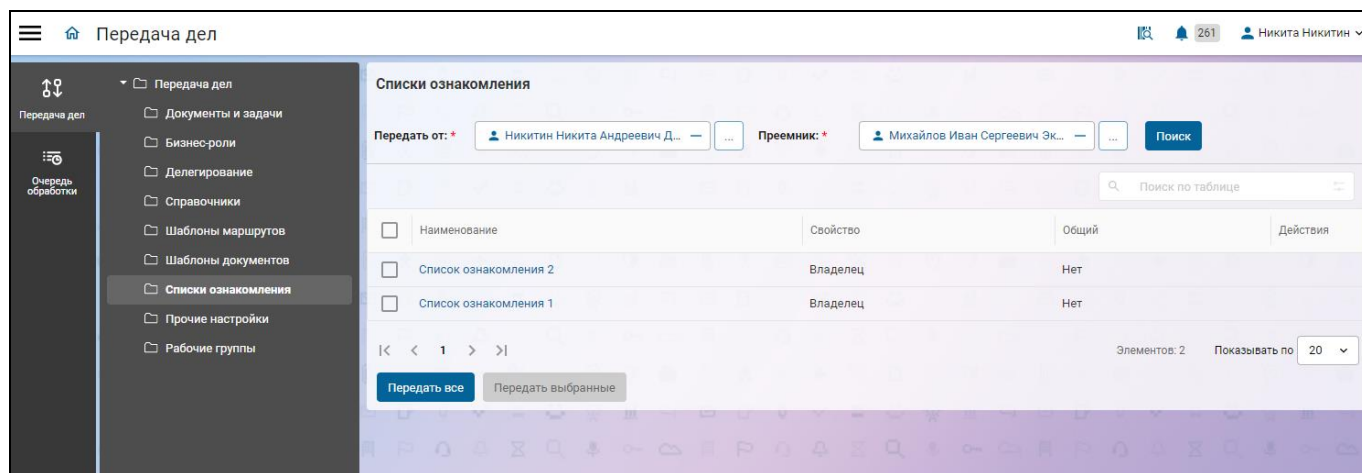 Передача дел
261
Никита Никитин
Передача дел
Очередь обработки
Передача дел
Документы и задачи
Бизнес-роли
Делегирование
Справочники
Шаблоны маршрутов
Шаблоны документов
Списки ознакомления
Прочие настройки
Рабочие группы
Списки ознакомления
Передать от: * Никитин Никита Андреевич Д... ... Преемник: * Михайлов Иван Сергеевич Эк... ... Поиск
Поиск по таблице
Наименование Свойство Общий Действия
Список ознакомления 2 Владелец Нет
Список ознакомления 1 Владелец Нет
1 Элементов: 2 Показывать по 20
Передать все Передать выбранные